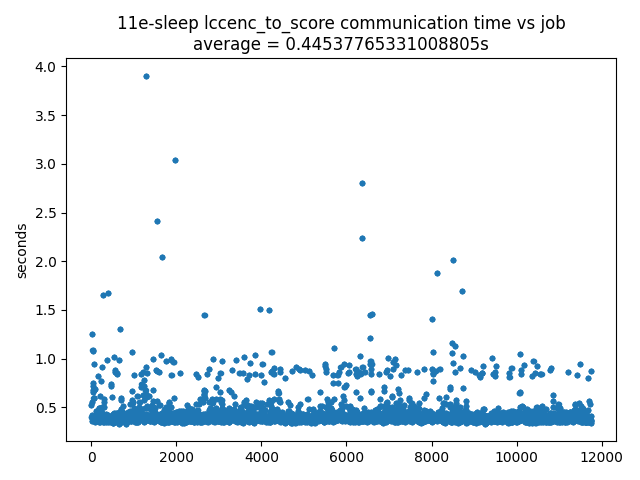 11e-sleep lccenc_to_score communication time vs job
average = 0.44537765331008805s
4.0
3.5
3.0
2.5
2.0
1.5
1.0
0.5
seconds
0 2000 4000 6000 8000 10000 12000